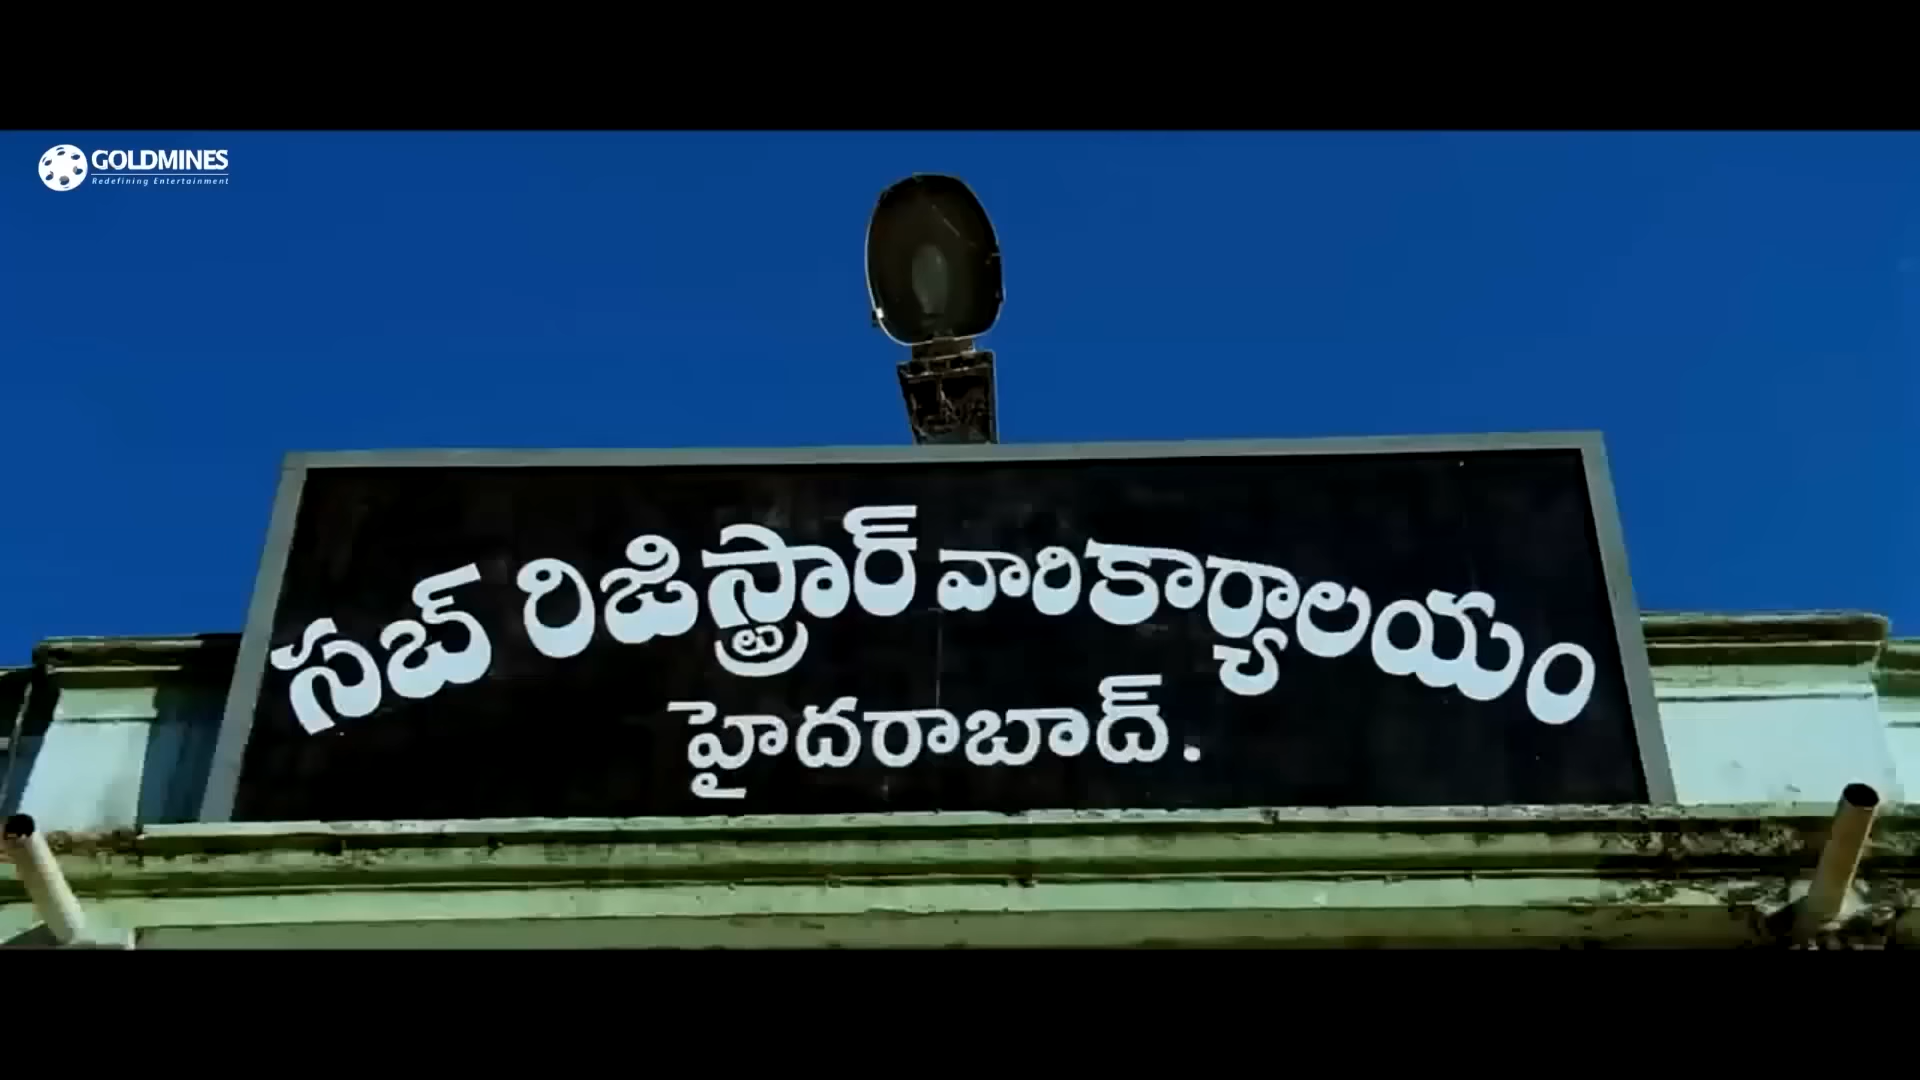 GOLDMINES
Redefining Entertainment
సబ్ రిజిస్ట్రార్ వారి కార్యాలయం
హైదరాబాద్.